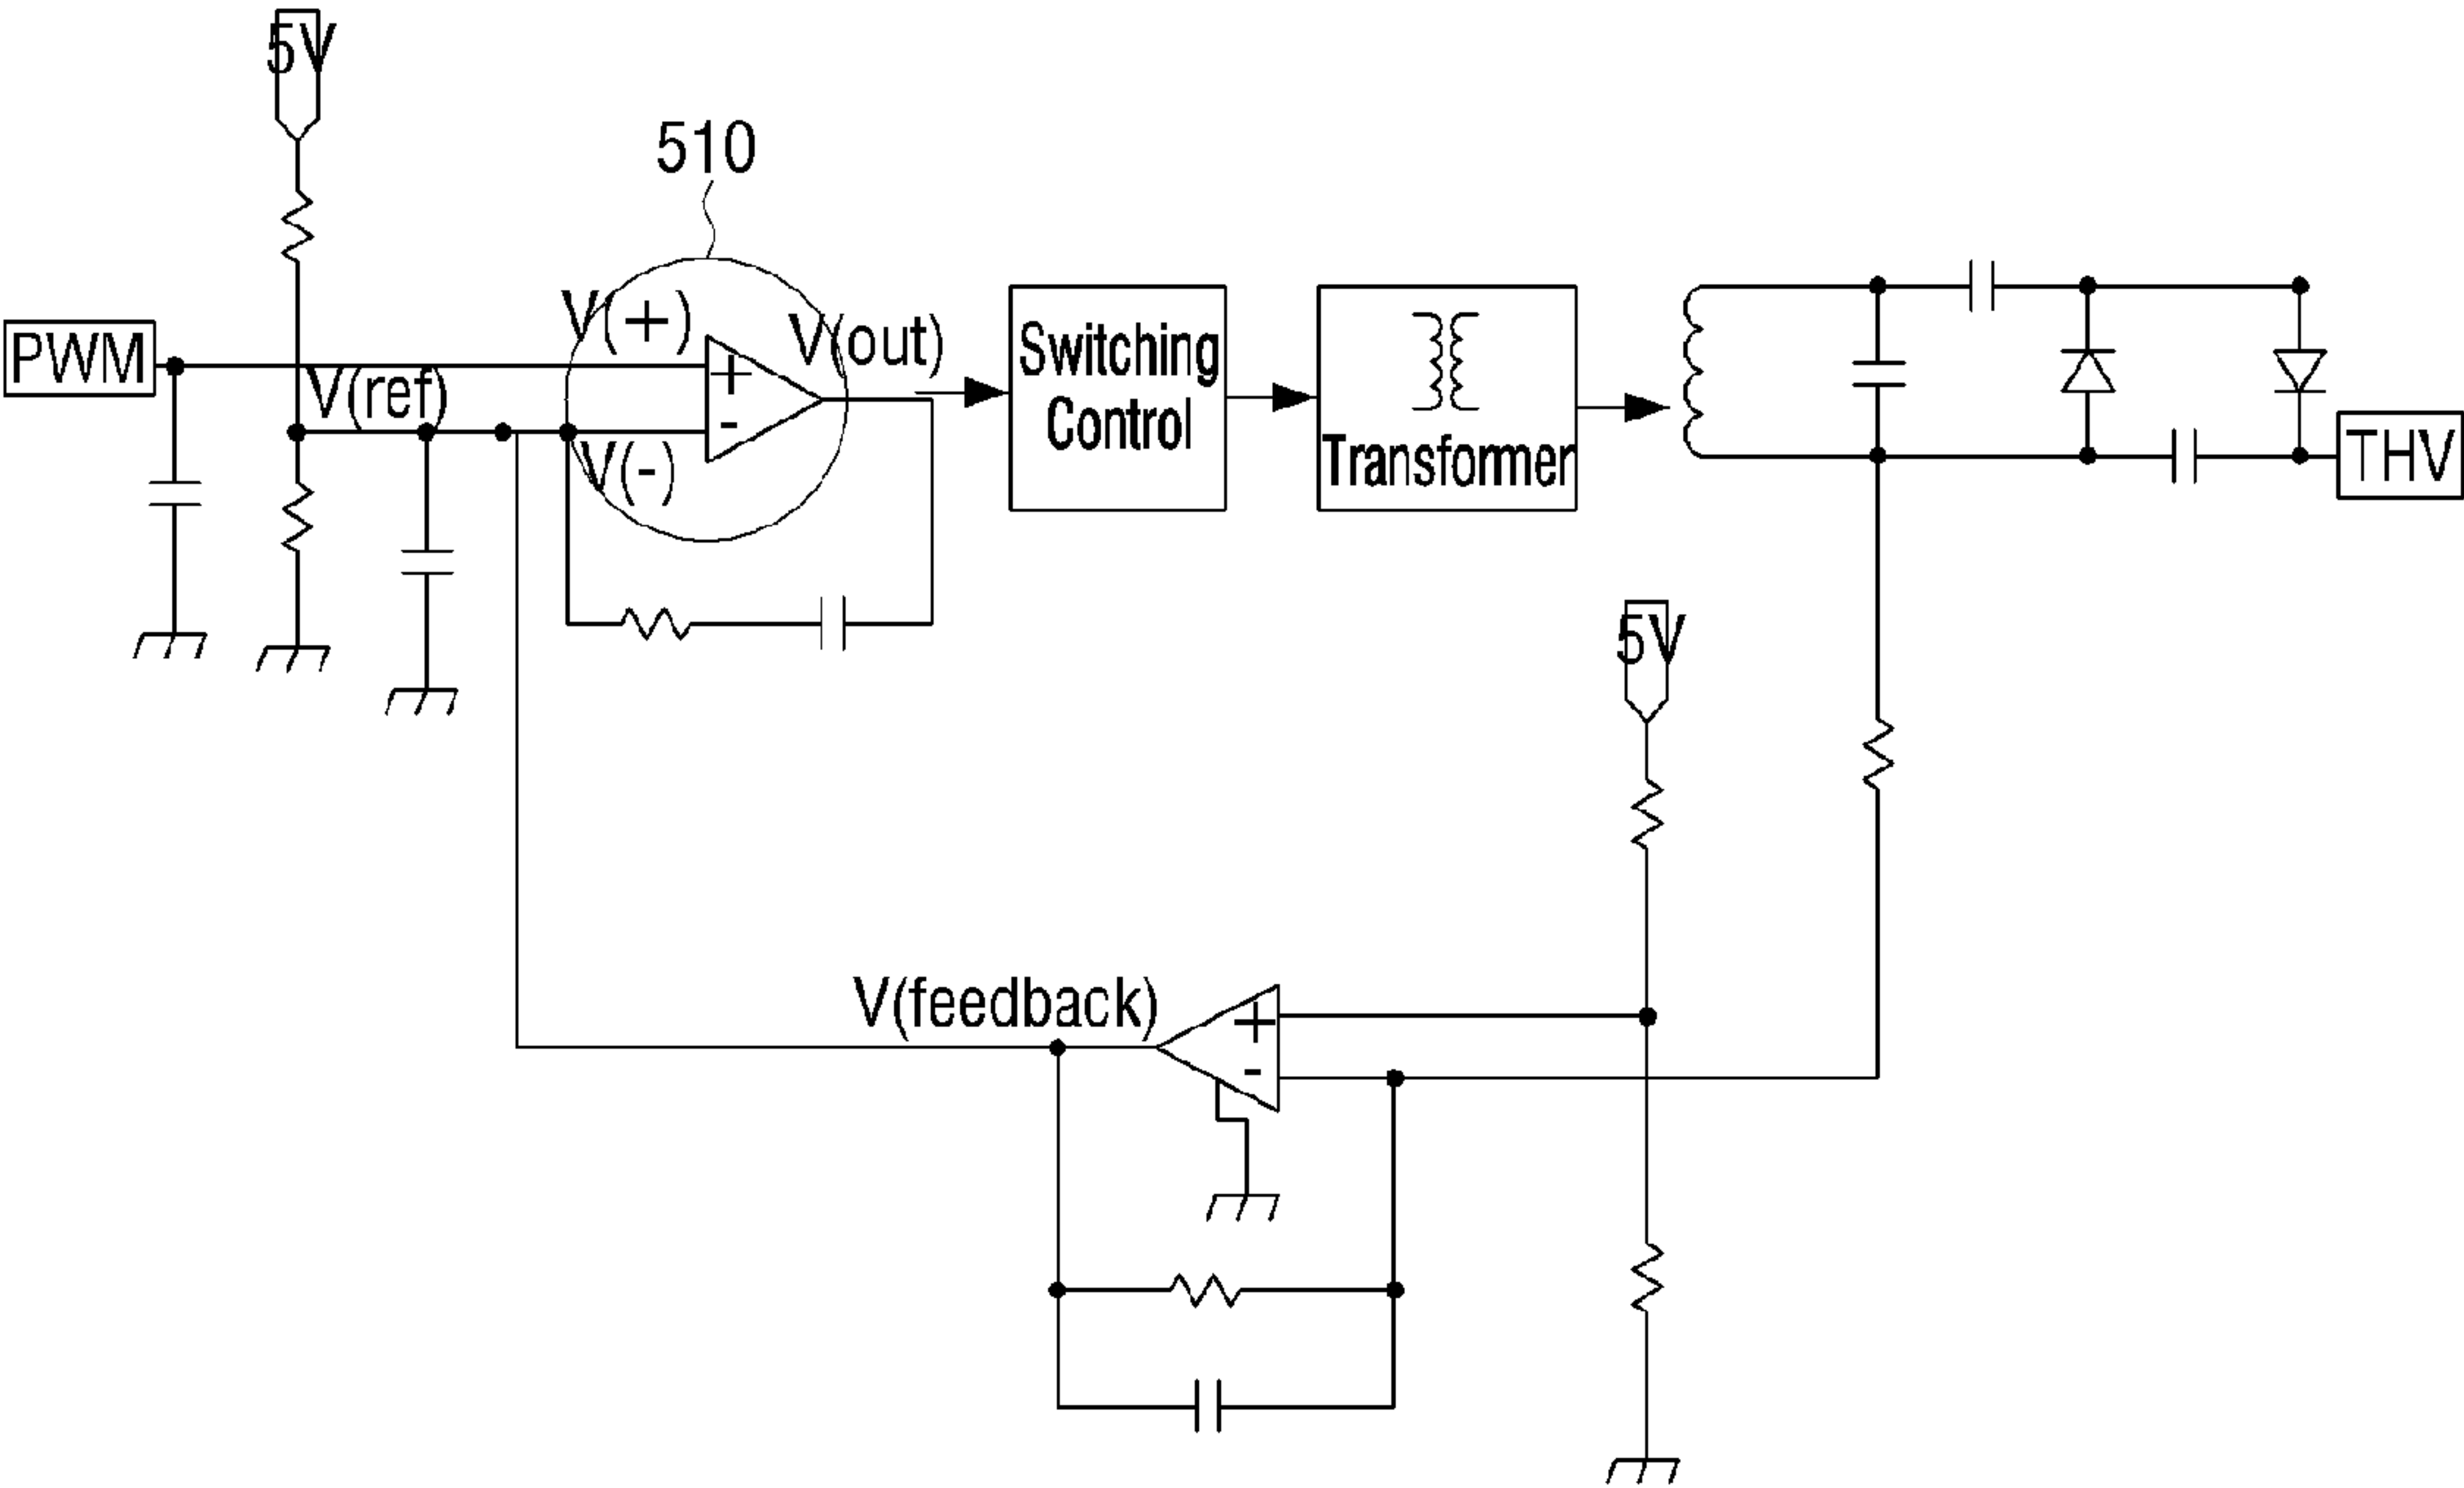 5V
510
PWM
V(+)
V(out)
V(ref)
V(-)
+
-
Switching
Control
Transformer
THV
5V
V(feedback)
+
-